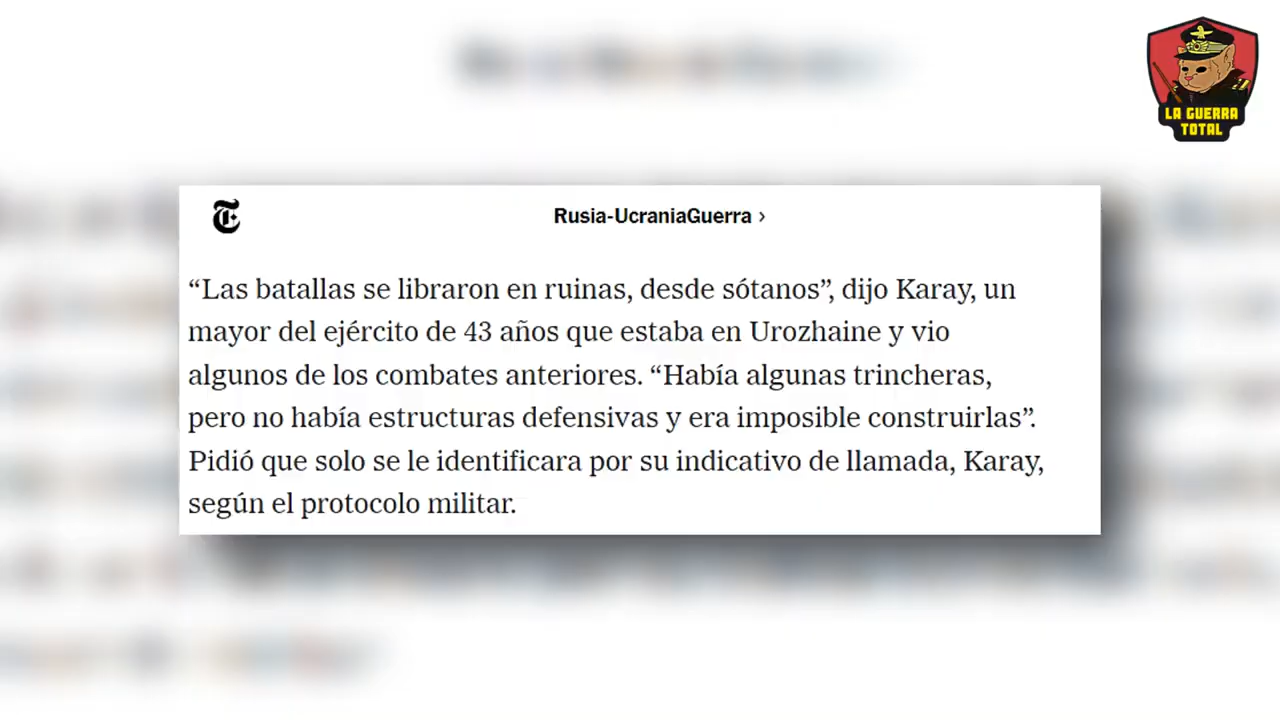 LA GUERRA
TOTAL
Rusia-UcraniaGuerra ›
“Las batallas se libraron en ruinas, desde sótanos”, dijo Karay, un
mayor del ejército de 43 años que estaba en Urozhaine y vio
algunos de los combates anteriores. “Había algunas trincheras,
pero no había estructuras defensivas y era imposible construirlas”.
Pidió que solo se le identificara por su indicativo de llamada, Karay,
según el protocolo militar.